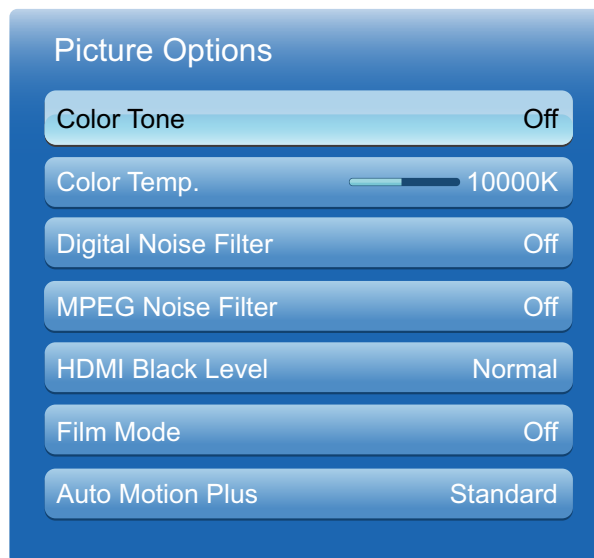 Picture Options
Color Tone Off
Color Temp. 10000K
Digital Noise Filter Off
MPEG Noise Filter Off
HDMI Black Level Normal
Film Mode Off
Auto Motion Plus Standard